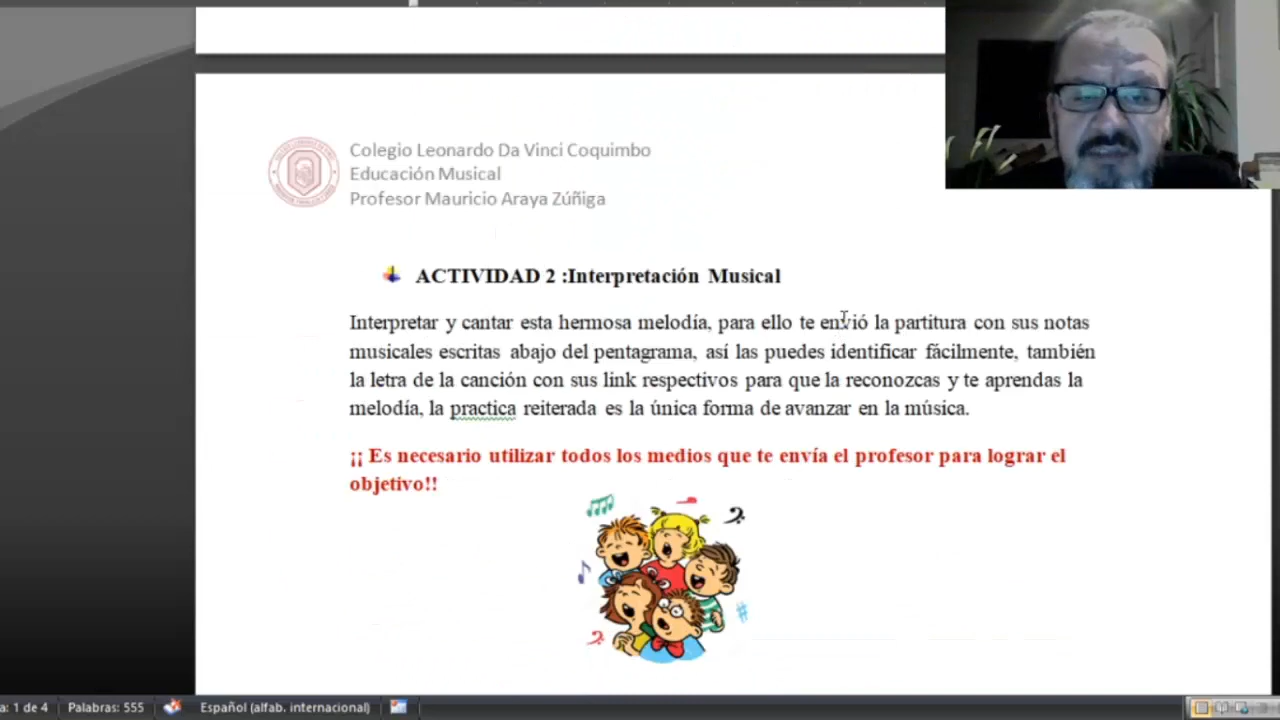 Colegio Leonardo Da Vinci Coquimbo
Educación Musical
Profesor Mauricio Araya Zúñiga
ACTIVIDAD 2 :Interpretación Musical
Interpretar y cantar esta hermosa melodía, para ello te envió la partitura con sus notas
musicales escritas abajo del pentagrama, así las puedes identificar fácilmente, también
la letra de la canción con sus link respectivos para que la reconozcas y te aprendas la
melodía, la practica reiterada es la única forma de avanzar en la música.
¡¡ Es necesario utilizar todos los medios que te envía el profesor para lograr el
objetivo!!
a: 1 de 4 Palabras: 555 Español (alfab. internacional)